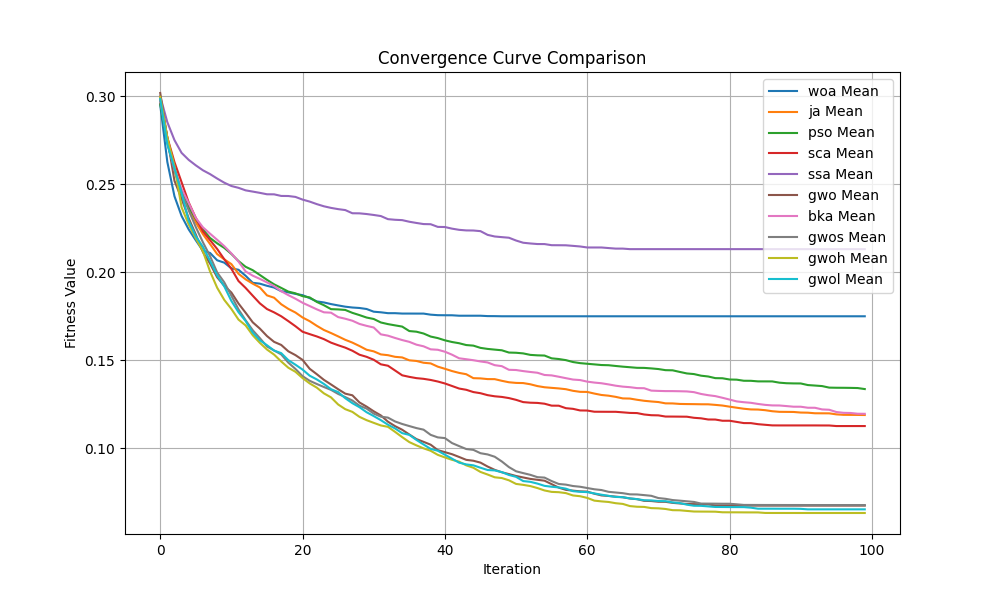 Convergence Curve Comparison
Fitness Value
0.30
0.25
0.20
0.15
0.10
woa Mean
ja Mean
pso Mean
sca Mean
ssa Mean
gwo Mean
bka Mean
gwos Mean
gwoh Mean
gwol Mean
0 20 40 60 80 100
Iteration